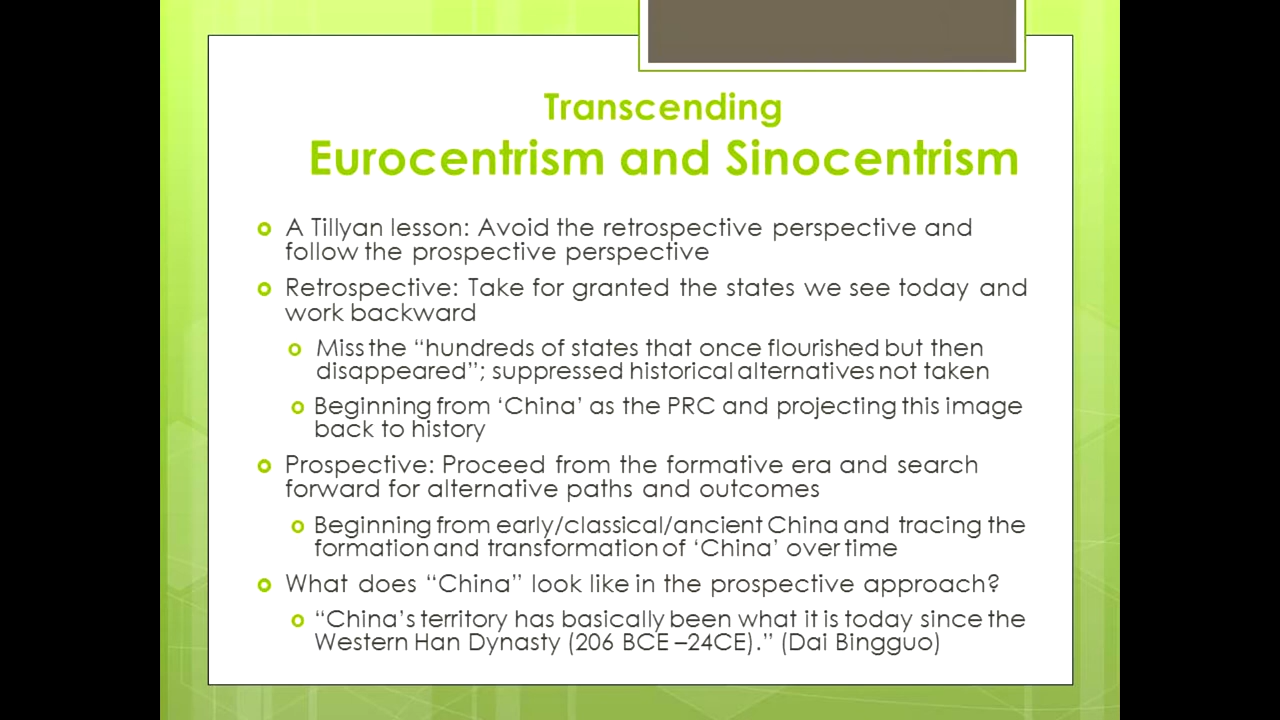 Transcending
Eurocentrism and Sinocentrism
A Tillyan lesson: Avoid the retrospective perspective and
follow the prospective perspective
Retrospective: Take for granted the states we see today and
work backward
Miss the “hundreds of states that once flourished but then
disappeared”; suppressed historical alternatives not taken
Beginning from ‘China’ as the PRC and projecting this image
back to history
Prospective: Proceed from the formative era and search
forward for alternative paths and outcomes
Beginning from early/classical/ancient China and tracing the
formation and transformation of ‘China’ over time
What does “China” look like in the prospective approach?
“China’s territory has basically been what it is today since the
Western Han Dynasty (206 BCE –24CE).” (Dai Bingguo)